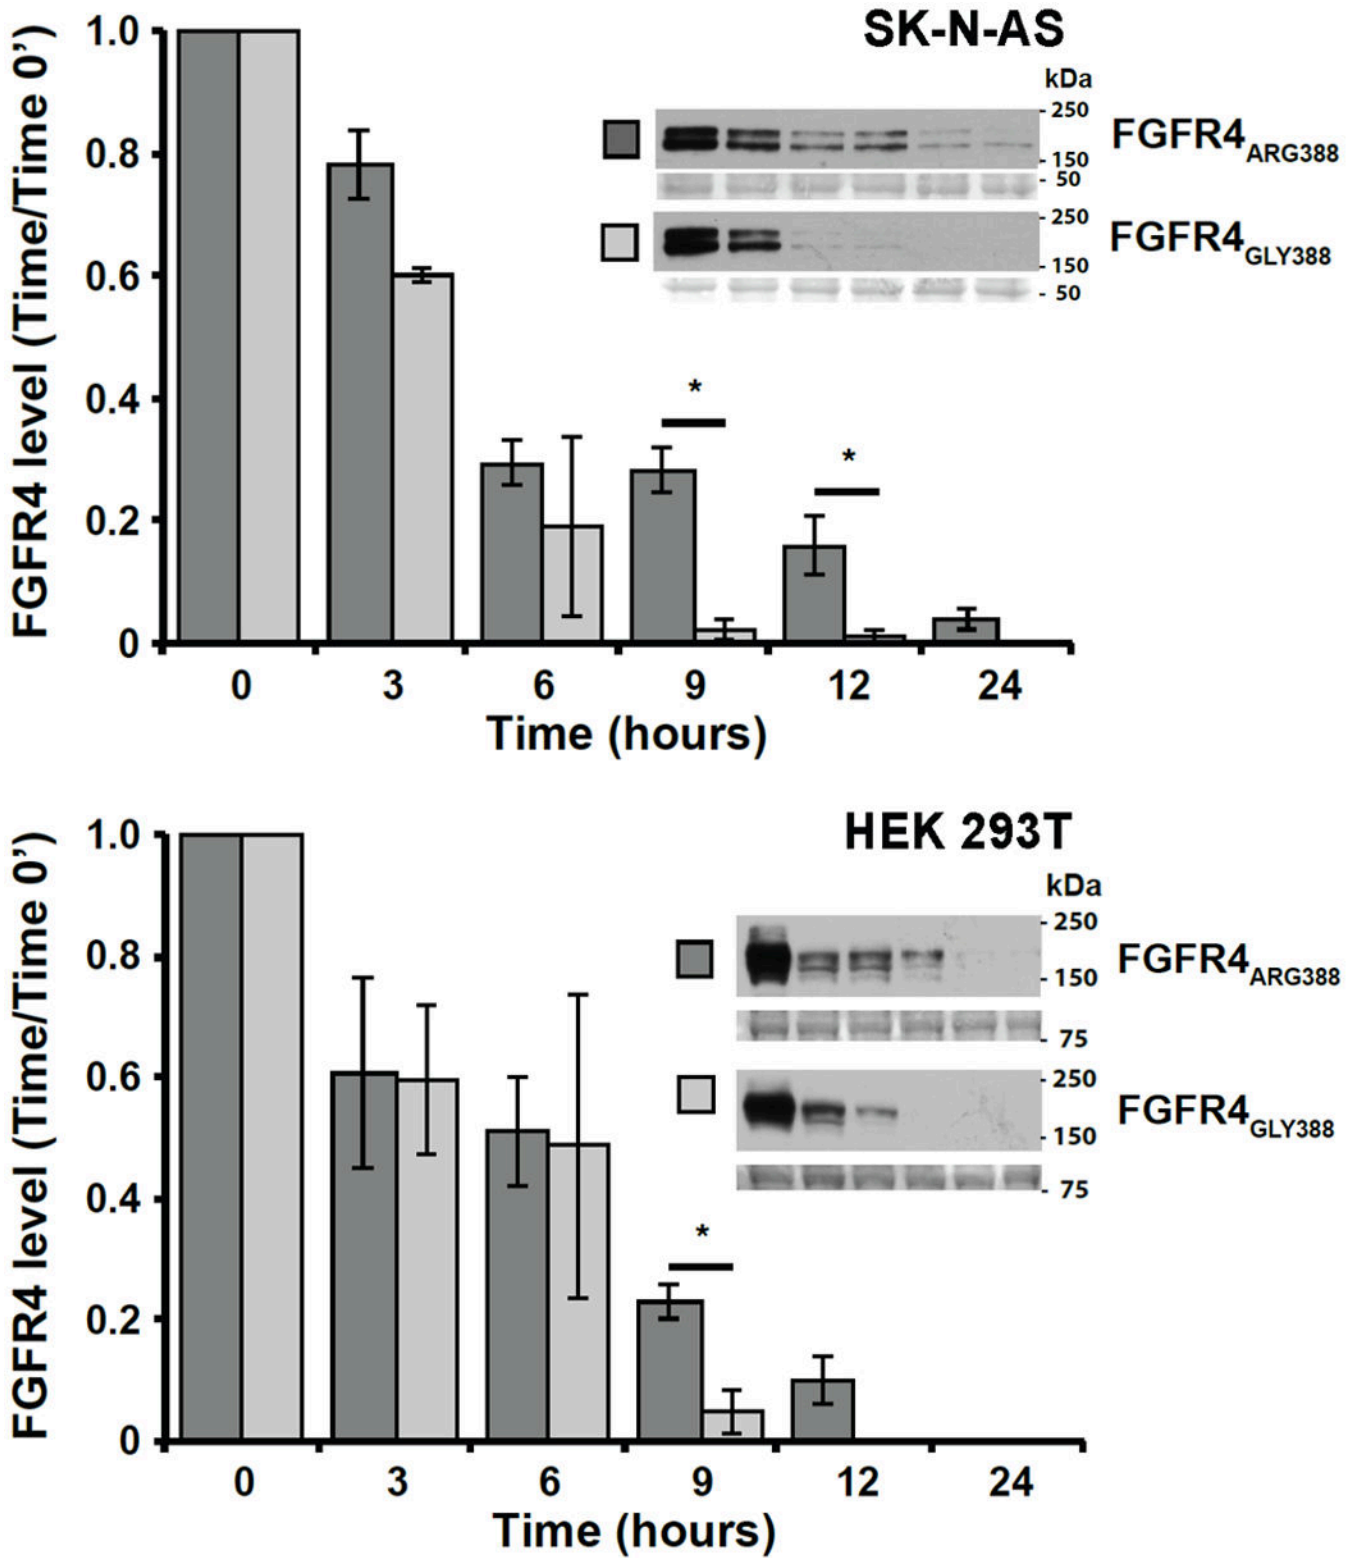 SK-N-AS
FGFR4 level (Time/Time 0’)
1.0
0.8
0.6
0.4
0.2
0
kDa
- 250
- 150
- 50
FGFR4ARG388
- 250
- 150
- 50
FGFR4GLY388
*
*
0 3 6 9 12 24
Time (hours)
HEK 293T
FGFR4 level (Time/Time 0’)
1.0
0.8
0.6
0.4
0.2
0
kDa
- 250
- 150
- 75
FGFR4ARG388
- 250
- 150
- 75
FGFR4GLY388
*
0 3 6 9 12 24
Time (hours)